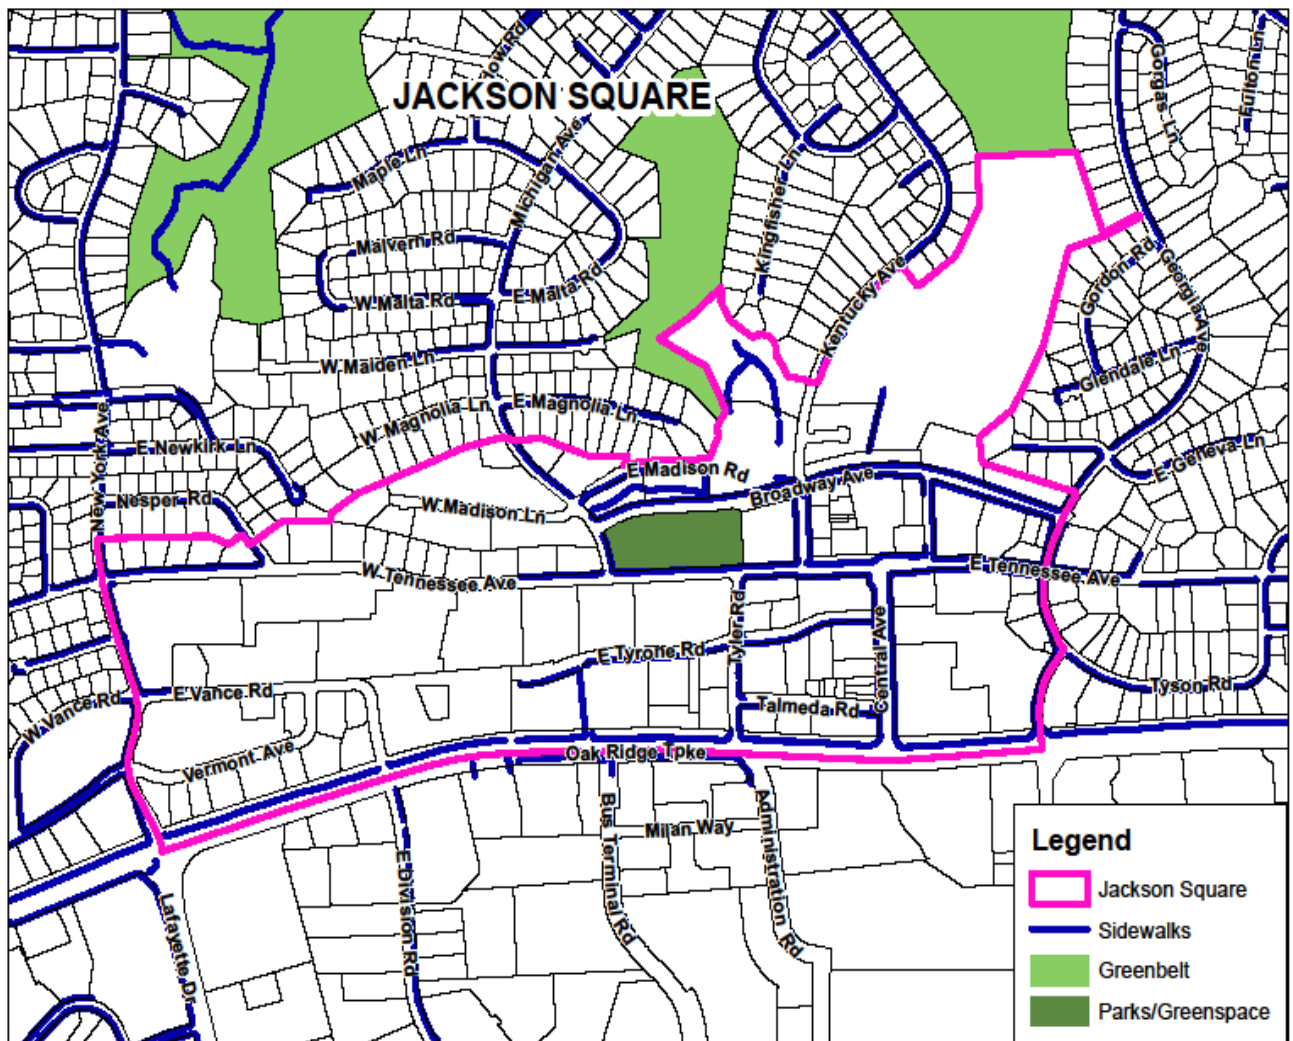 JACKSON SQUARE
Gorgas Ln
Fulton Ln
Maple Ln
Michigan Ave
Kingfisher Ln
Malvern Rd
W Malta Rd
E Malta Rd
Kentucky Ave
Gordon Rd
Georgia Ave
W Maiden Ln
Glendale Ln
W Magnolia Ln
E Magnolia Ln
New York Ave
E Newkirk Ln
E Geneva Ln
E Madison Rd
Broadway Ave
Nesper Rd
W Madison Ln
W Tennessee Ave
E Tennessee Ave
Tyler Rd
Central Ave
E Tyrone Rd
W Vance Rd
E Vance Rd
Talmeda Rd
Tyson Rd
Vermont Ave
Oak Ridge Tpke
Bus Terminal Rd
Milan Way
Administration Rd
E Division Rd
Lafayette Dr
Legend
Jackson Square
Sidewalks
Greenbelt
Parks/Greenspace